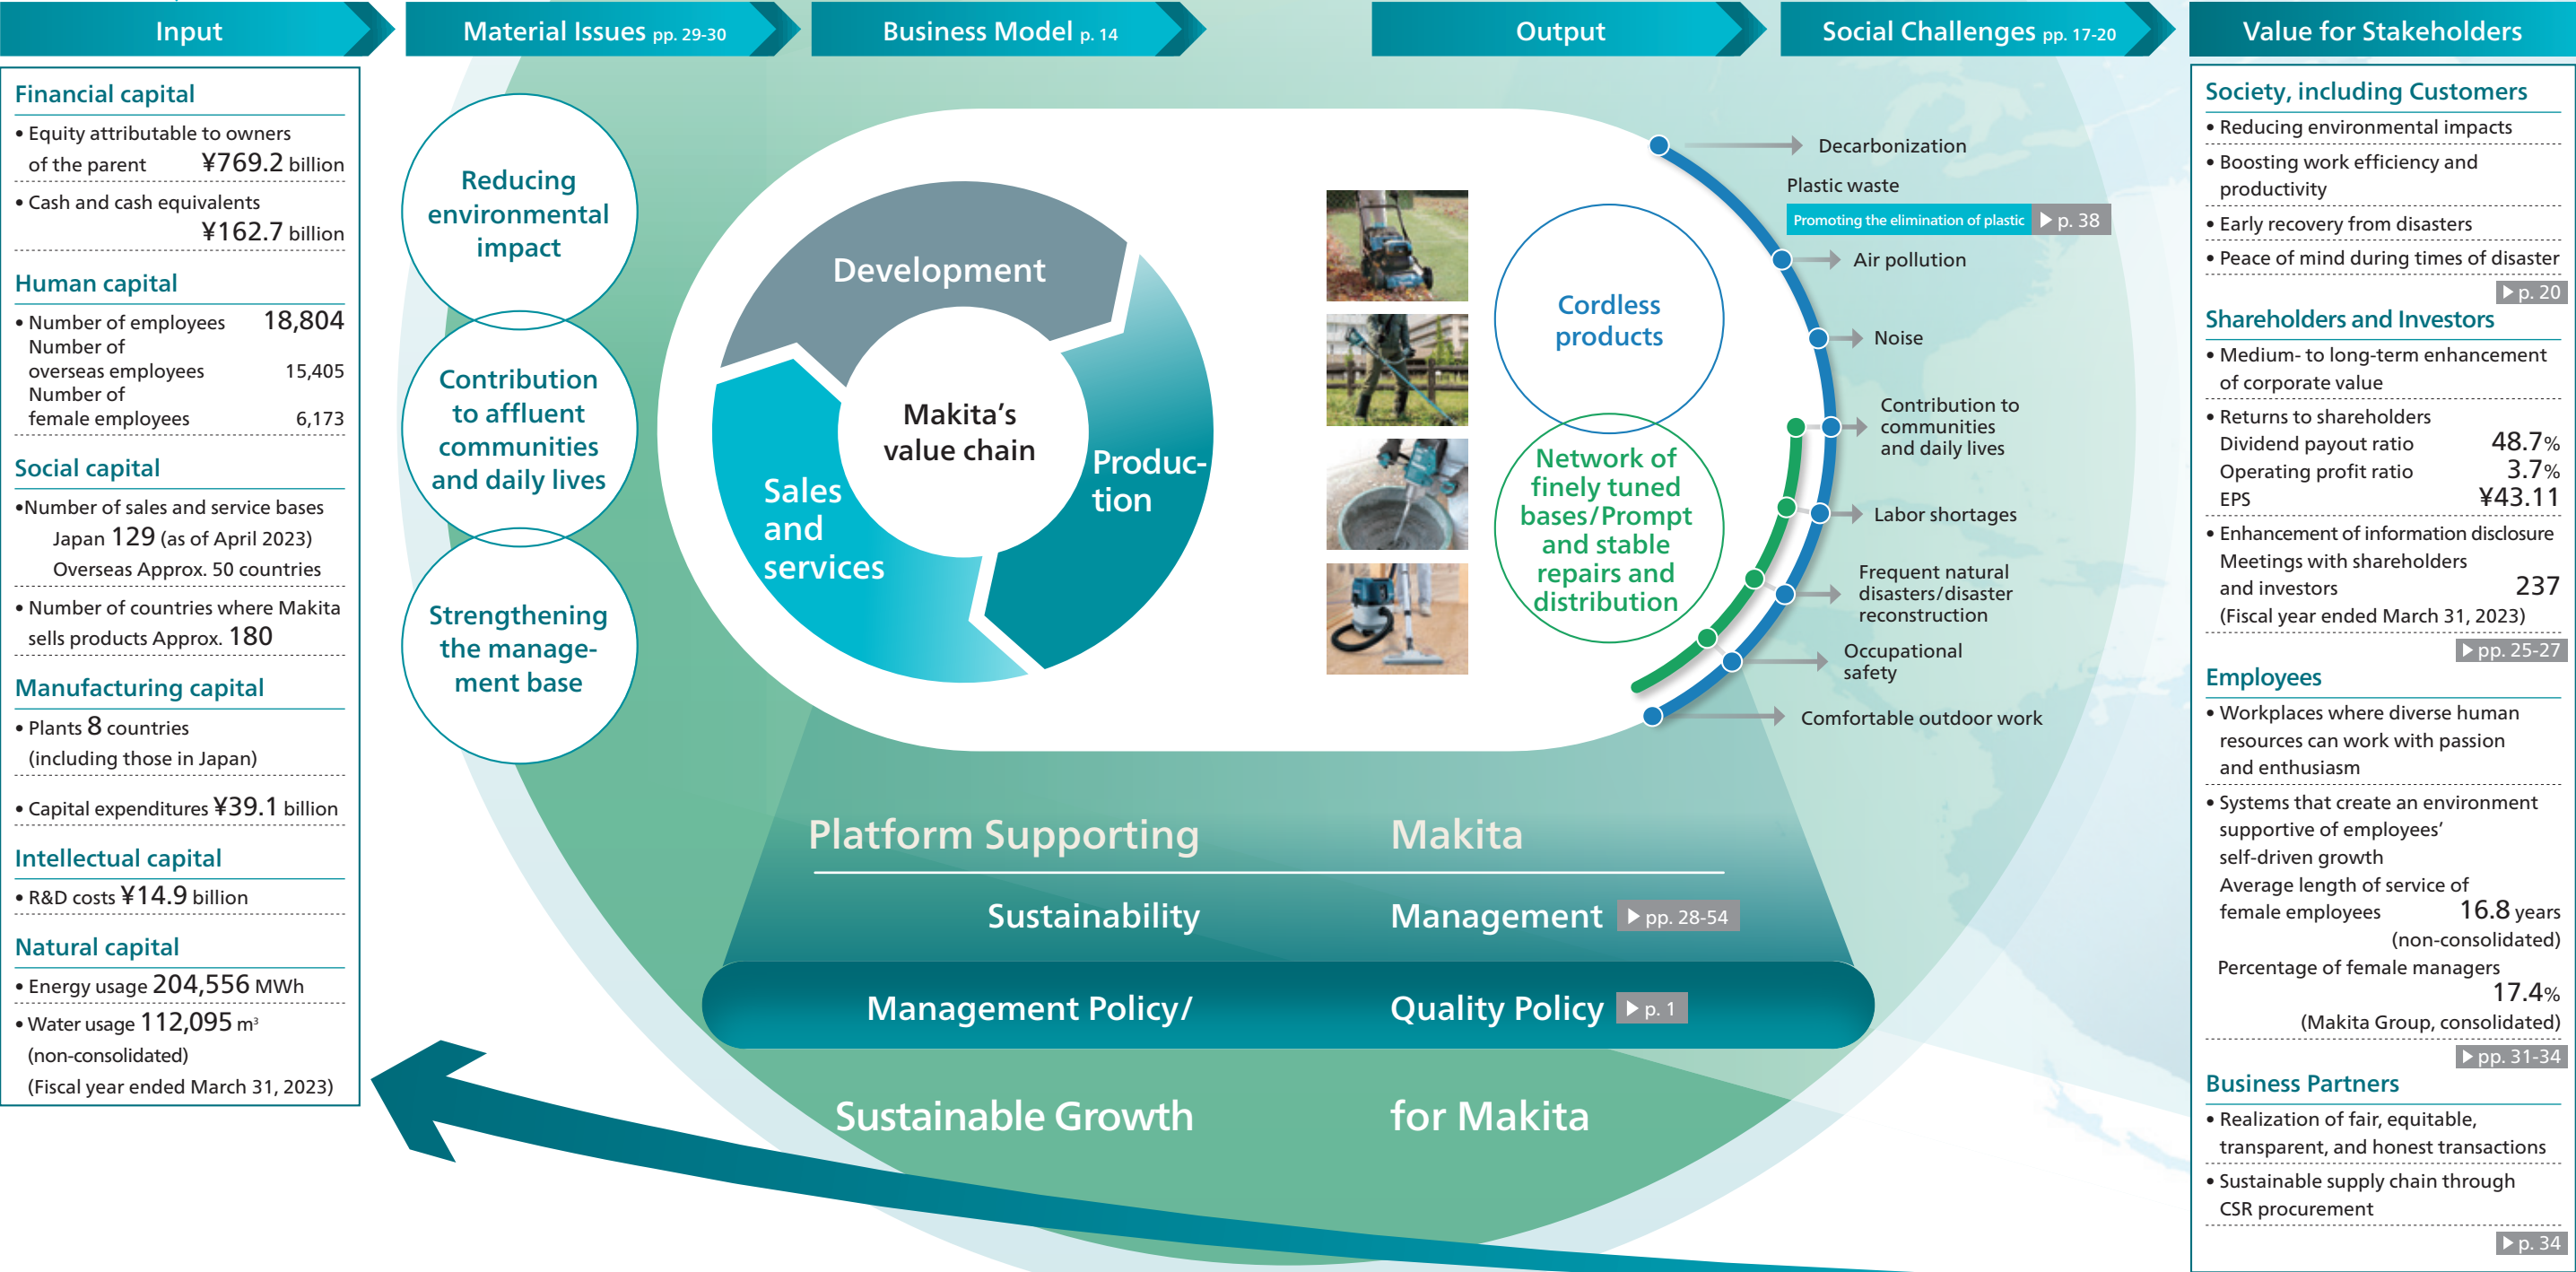 Input
Material Issues pp. 29-30
Business Model p. 14
Output
Social Challenges pp. 17-20
Value for Stakeholders
Financial capital
• Equity attributable to owners
of the parent ¥769.2 billion
• Cash and cash equivalents
¥162.7 billion
Human capital
• Number of employees 18,804
Number of
overseas employees 15,405
Number of
female employees 6,173
Social capital
•Number of sales and service bases
Japan 129 (as of April 2023)
Overseas Approx. 50 countries
• Number of countries where Makita
sells products Approx. 180
Manufacturing capital
• Plants 8 countries
(including those in Japan)
• Capital expenditures ¥39.1 billion
Intellectual capital
• R&D costs ¥14.9 billion
Natural capital
• Energy usage 204,556 MWh
• Water usage 112,095 m³
(non-consolidated)
(Fiscal year ended March 31, 2023)
Reducing
environmental
impact
Contribution
to affluent
communities
and daily lives
Strengthening
the manage-
ment base
Development
Makita’s
value chain
Produc-
tion
Sales
and
services
Cordless
products
Network of
finely tuned
bases/Prompt
and stable
repairs and
distribution
Decarbonization
Plastic waste
Promoting the elimination of plastic ▶ p. 38
Air pollution
Noise
Contribution to
communities
and daily lives
Labor shortages
Frequent natural
disasters/disaster
reconstruction
Occupational
safety
Comfortable outdoor work
Platform Supporting Makita
Sustainability Management ▶ pp. 28-54
Management Policy/ Quality Policy ▶ p. 1
Sustainable Growth for Makita
Society, including Customers
• Reducing environmental impacts
• Boosting work efficiency and
productivity
• Early recovery from disasters
• Peace of mind during times of disaster
▶ p. 20
Shareholders and Investors
• Medium- to long-term enhancement
of corporate value
• Returns to shareholders
Dividend payout ratio 48.7%
Operating profit ratio 3.7%
EPS ¥43.11
• Enhancement of information disclosure
Meetings with shareholders
and investors 237
(Fiscal year ended March 31, 2023)
▶ pp. 25-27
Employees
• Workplaces where diverse human
resources can work with passion
and enthusiasm
• Systems that create an environment
supportive of employees’
self-driven growth
Average length of service of
female employees 16.8 years
(non-consolidated)
Percentage of female managers
17.4%
(Makita Group, consolidated)
▶ pp. 31-34
Business Partners
• Realization of fair, equitable,
transparent, and honest transactions
• Sustainable supply chain through
CSR procurement
▶ p. 34